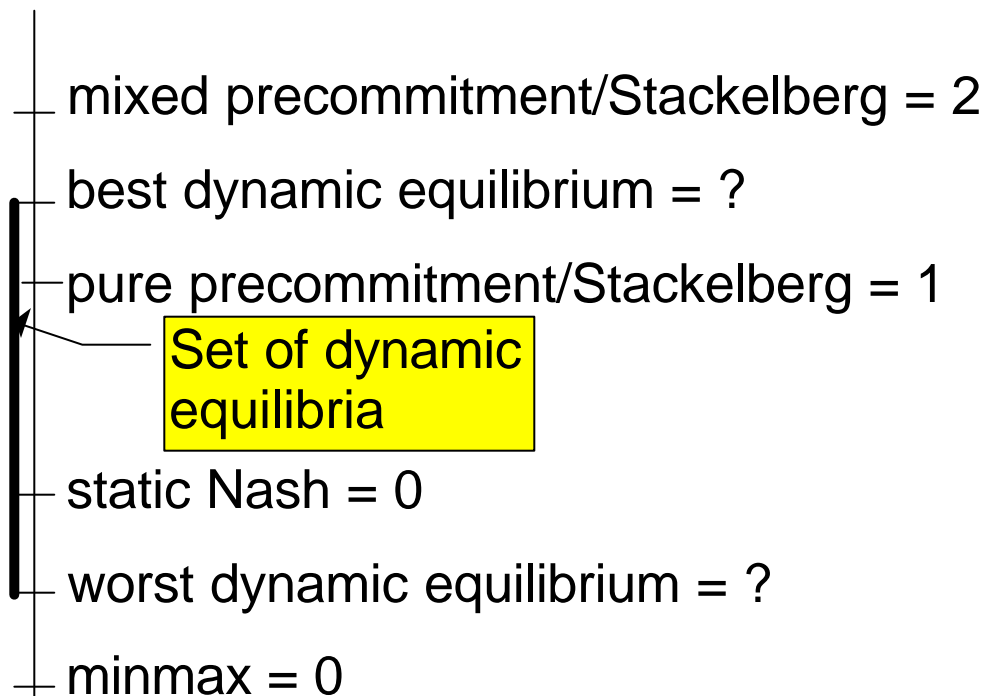 mixed precommitment/Stackelberg = 2
best dynamic equilibrium = ?
pure precommitment/Stackelberg = 1
Set of dynamic
equilibria
static Nash = 0
worst dynamic equilibrium = ?
minmax = 0